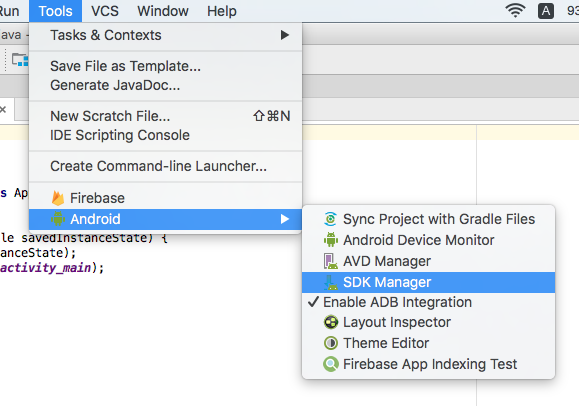 Run Tools VCS Window Help A 93
ava
Tasks & Contexts
Save File as Template...
Generate JavaDoc...
New Scratch File... ⇧⌘N
IDE Scripting Console
Create Command-line Launcher...
Firebase
Android
s Ap
le savedInstanceState) {
anceState);
activity_main);
Sync Project with Gradle Files
Android Device Monitor
AVD Manager
SDK Manager
✓ Enable ADB Integration
Layout Inspector
Theme Editor
Firebase App Indexing Test